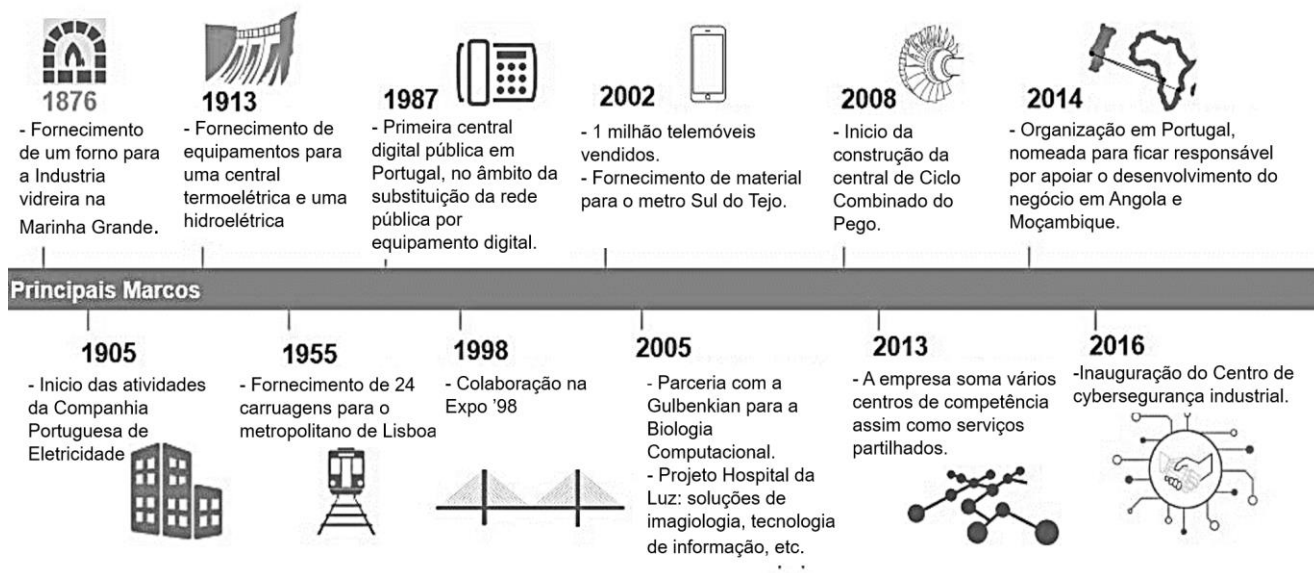 1876
- Fornecimento
de um forno para
a Industria
vidreira na
Marinha Grande.
1913
- Fornecimento de
equipamentos para
uma central
termoelétrica e uma
hidroelétrica
1987
- Primeira central
digital pública em
Portugal, no âmbito da
substituição da rede
pública por
equipamento digital.
2002
- 1 milhão telemóveis
vendidos.
- Fornecimento de material
para o metro Sul do Tejo.
2008
- Inicio da
construção da
central de Ciclo
Combinado do
Pego.
2014
- Organização em Portugal,
nomeada para ficar responsável
por apoiar o desenvolvimento do
negócio em Angola e
Moçambique.
Principais Marcos
1905
- Inicio das atividades
da Companhia
Portuguesa de
Eletricidade
1955
- Fornecimento de 24
carruagens para o
metropolitano de Lisboa
1998
- Colaboração na
Expo '98
2005
- Parceria com a
Gulbenkian para a
Biologia
Computacional.
- Projeto Hospital da
Luz: soluções de
imagiologia, tecnologia
de informação, etc.
2013
- A empresa soma vários
centros de competência
assim como serviços
partilhados.
2016
-Inauguração do Centro de
cybersegurança industrial.